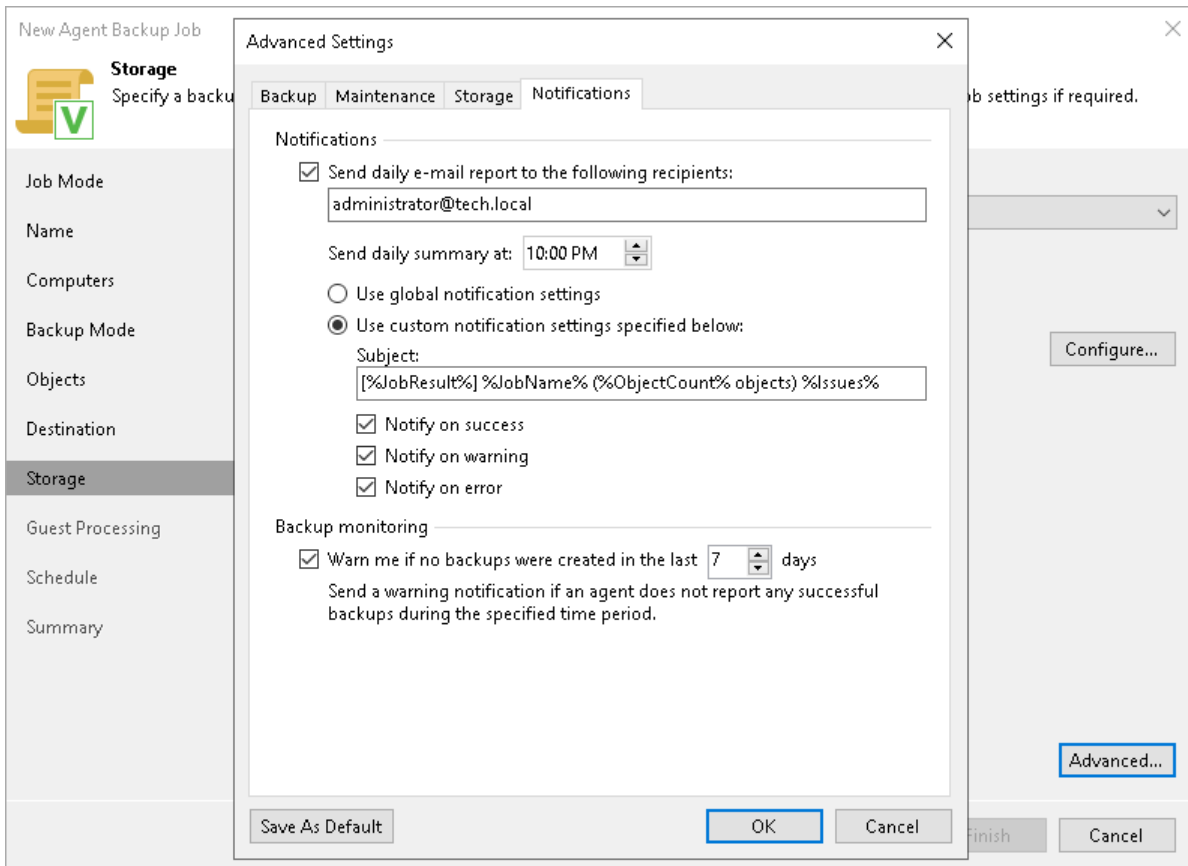 New Agent Backup Job
Storage
Specify a backu
b settings if required.
Job Mode
Name
Computers
Backup Mode
Objects
Destination
Storage
Guest Processing
Schedule
Summary
Configure...
Advanced...
Finish
Cancel
Advanced Settings
Backup
Maintenance
Storage
Notifications
Notifications
Send daily e-mail report to the following recipients:
administrator@tech.local
Send daily summary at: 10:00 PM
Use global notification settings
Use custom notification settings specified below:
Subject:
[%JobResult%] %JobName% (%ObjectCount% objects) %Issues%
Notify on success
Notify on warning
Notify on error
Backup monitoring
Warn me if no backups were created in the last 7 days
Send a warning notification if an agent does not report any successful
backups during the specified time period.
Save As Default
OK
Cancel